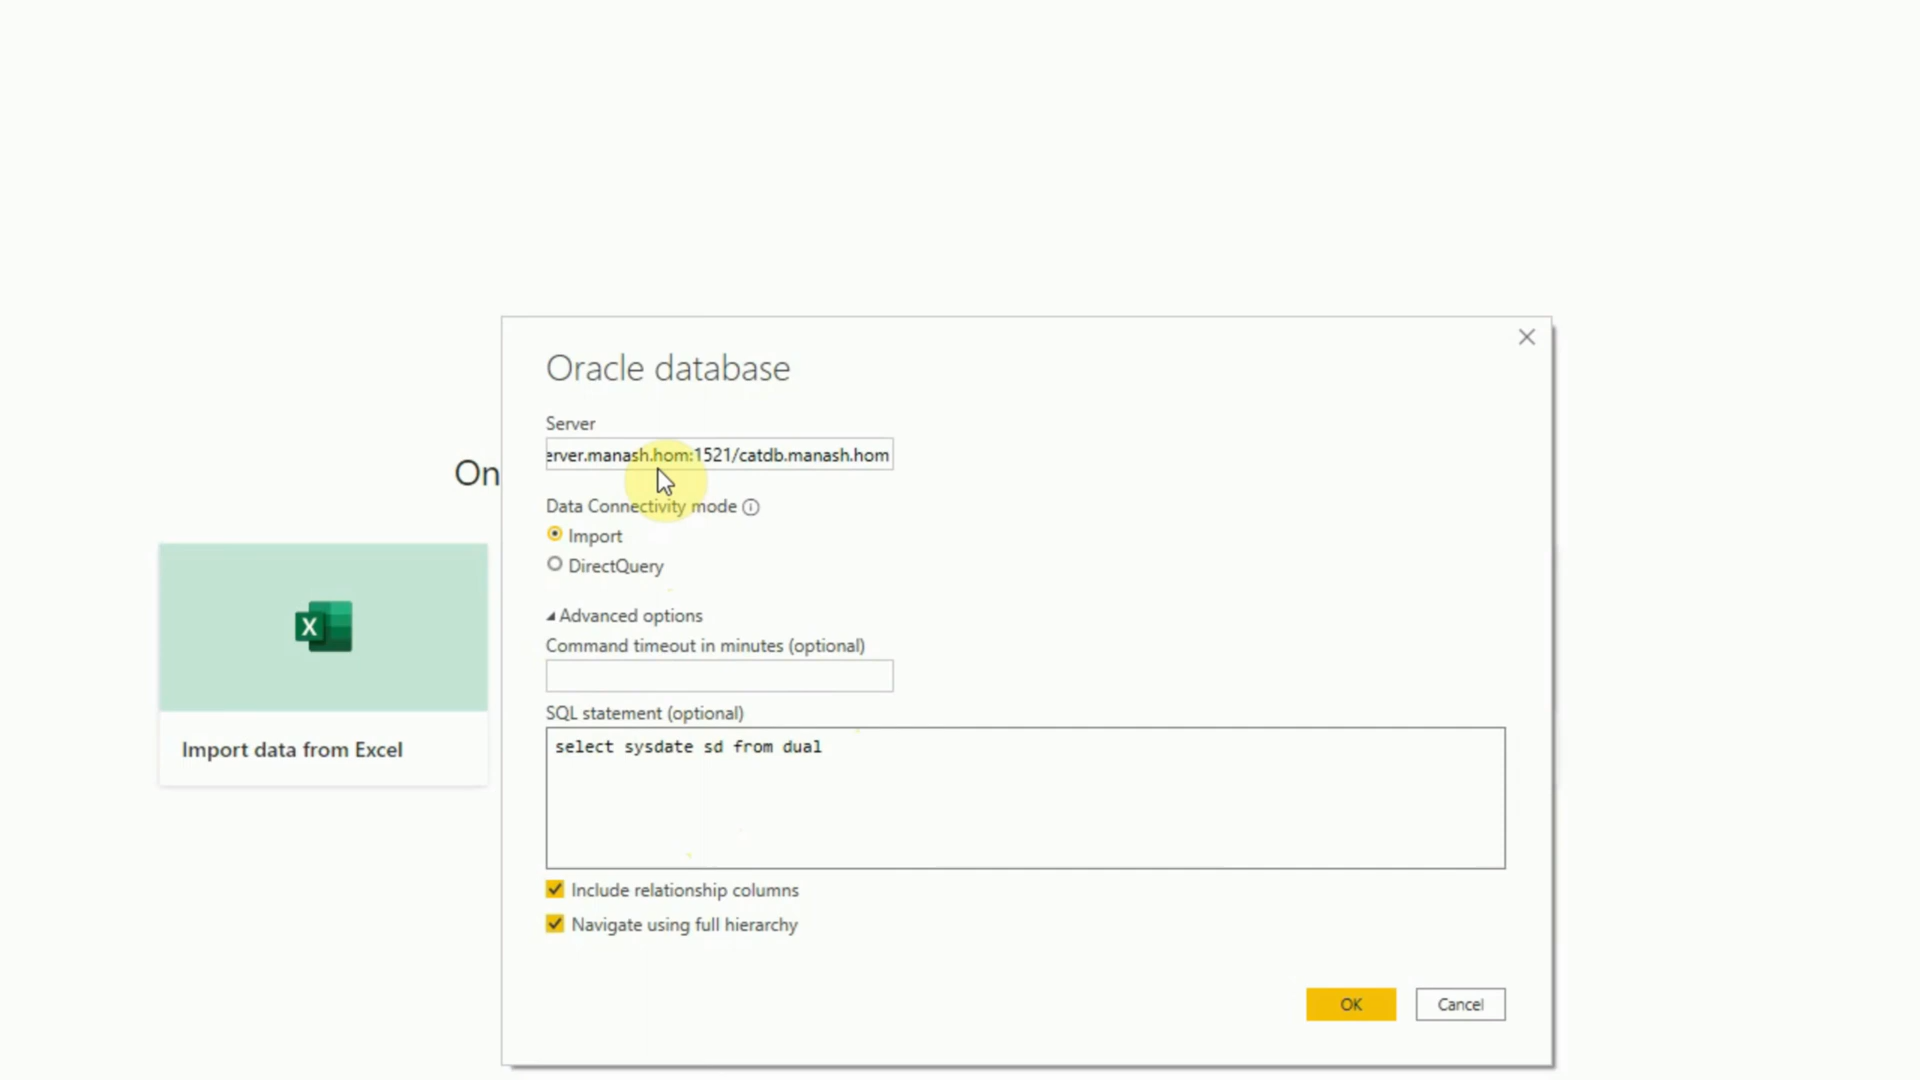 Oracle database
Server
erver.manash.hom:1521/catdb.manash.hom
On
Data Connectivity mode
Import
DirectQuery
Advanced options
Command timeout in minutes (optional)
SQL statement (optional)
select sysdate sd from dual
X
Import data from Excel
Include relationship columns
Navigate using full hierarchy
OK Cancel